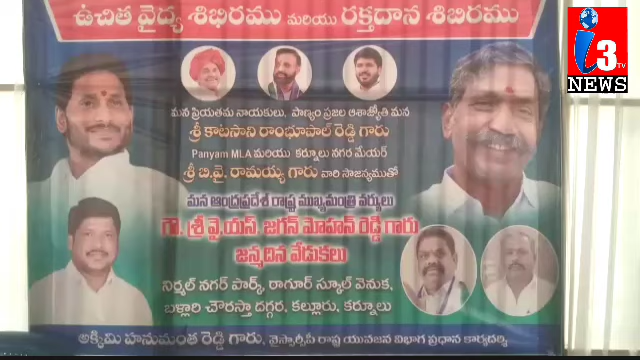 ఉచిత వైద్య శిభిరము మరియు రక్తదాన శిబిరము
i3
TV
NEWS
మన ప్రియతమ నాయకులు, పాణ్యం ప్రజల ఆశాజ్యోతి మన
శ్రీ కాటసాని రాంభూపాల్ రెడ్డి గారు
Panyam MLA మరియు కర్నూలు నగర మేయర్
శ్రీ బి.వై. రామయ్య గారు వారి సౌజన్యముతో
మన ఆంధ్రప్రదేశ్ రాష్ట్ర ముఖ్యమంత్రి వర్యులు
గౌ. శ్రీ వై.యస్. జగన్ మోహన్ రెడ్డి గారు
జన్మదిన వేడుకలు
నిర్మల్ నగర్ పార్క్, ఠాగూర్ స్కూల్ వెనుక,
బళ్లారి చౌరస్తా దగ్గర, కల్లూరు, కర్నూలు
అక్కిమి హనుమంత రెడ్డి గారు, వైస్సార్సీపీ రాష్ట్ర యువజన విభాగ ప్రధాన కార్యదర్శి